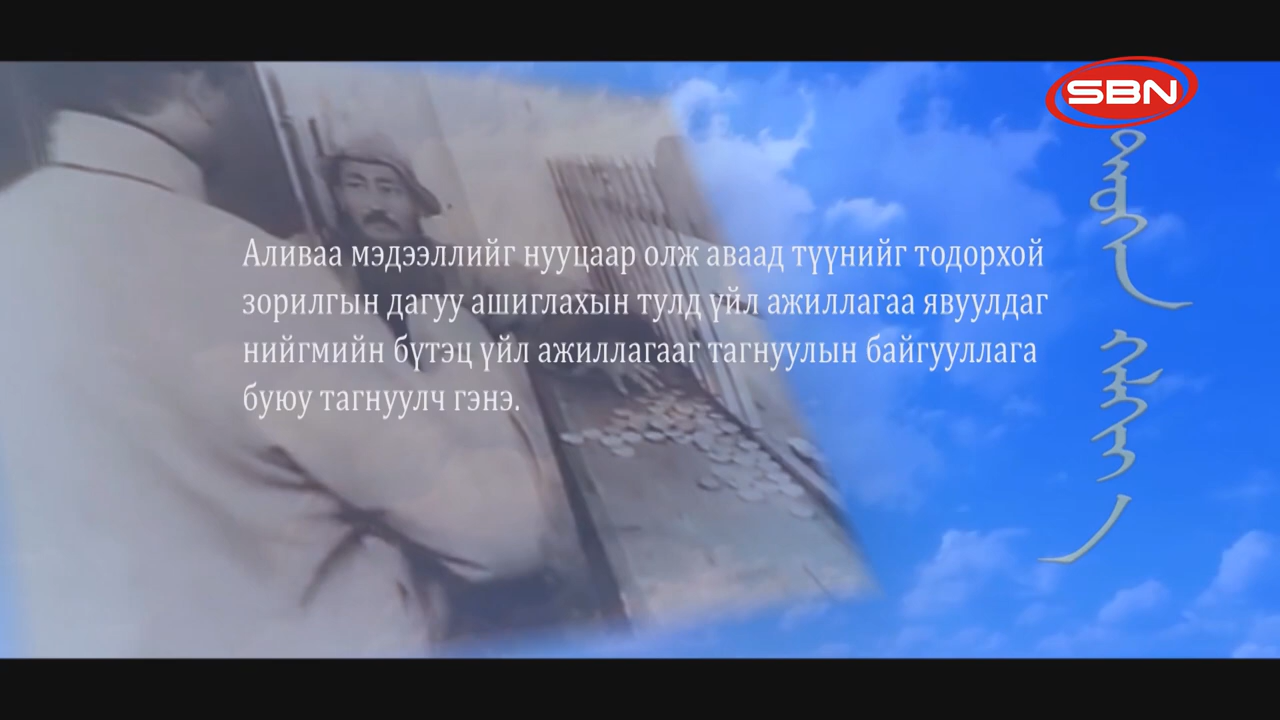 SBN
Аливаа мэдээллийг нууцаар олж аваад түүнийг тодорхой
зорилгын дагуу ашиглахын тулд үйл ажиллагаа явуулдаг
нийгмийн бүтэц үйл ажиллагааг тагнуулын байгууллага
буюу тагнуулч гэнэ.